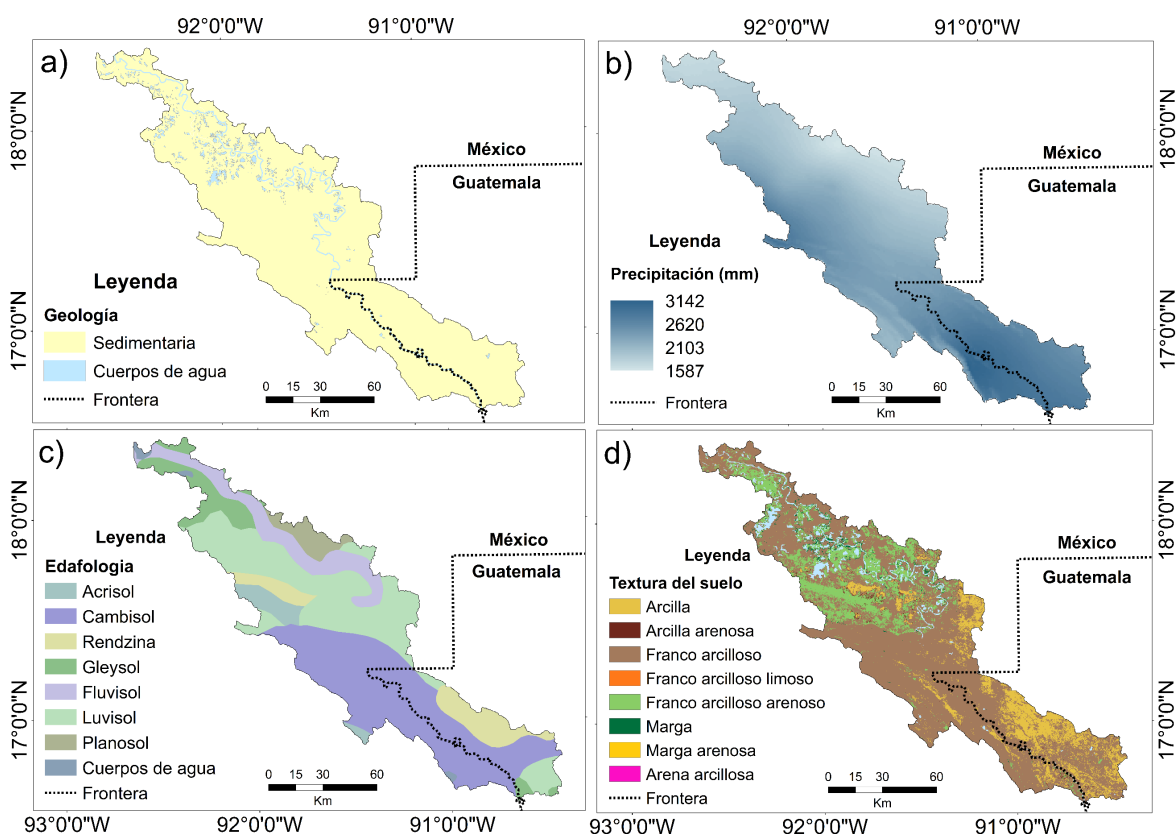 92°0'0"W 91°0'0"W
a)
18°0'0"N
17°0'0"N
México
Guatemala
Leyenda
Geología
Sedimentaria
Cuerpos de agua
Frontera
0 15 30 60
Km
92°0'0"W 91°0'0"W
b)
18°0'0"N
17°0'0"N
México
Guatemala
Leyenda
Precipitación (mm)
3142
2620
2103
1587
Frontera
0 15 30 60
Km
c)
18°0'0"N
17°0'0"N
México
Guatemala
Leyenda
Edafologia
Acrisol
Cambisol
Rendzina
Gleysol
Fluvisol
Luvisol
Planosol
Cuerpos de agua
Frontera
0 15 30 60
Km
93°0'0"W 92°0'0"W 91°0'0"W
d)
18°0'0"N
17°0'0"N
México
Guatemala
Leyenda
Textura del suelo
Arcilla
Arcilla arenosa
Franco arcilloso
Franco arcilloso limoso
Franco arcilloso arenoso
Marga
Marga arenosa
Arena arcillosa
Frontera
0 15 30 60
Km
93°0'0"W 92°0'0"W 91°0'0"W